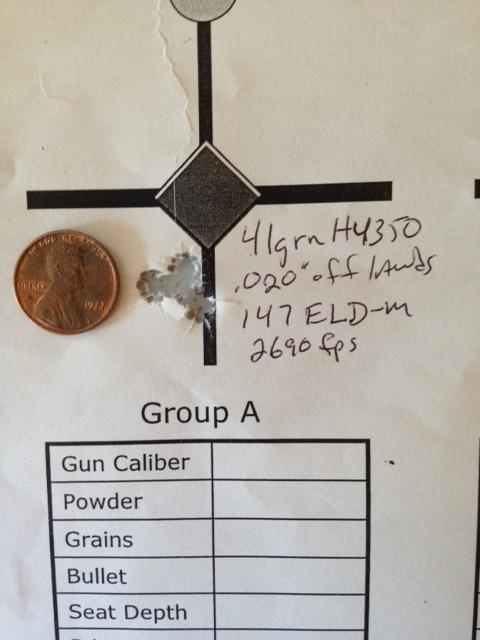 41grn H4350
.020" off lands
147 ELD-m
2690 fps
Group A
Gun Caliber
Powder
Grains
Bullet
Seat Depth